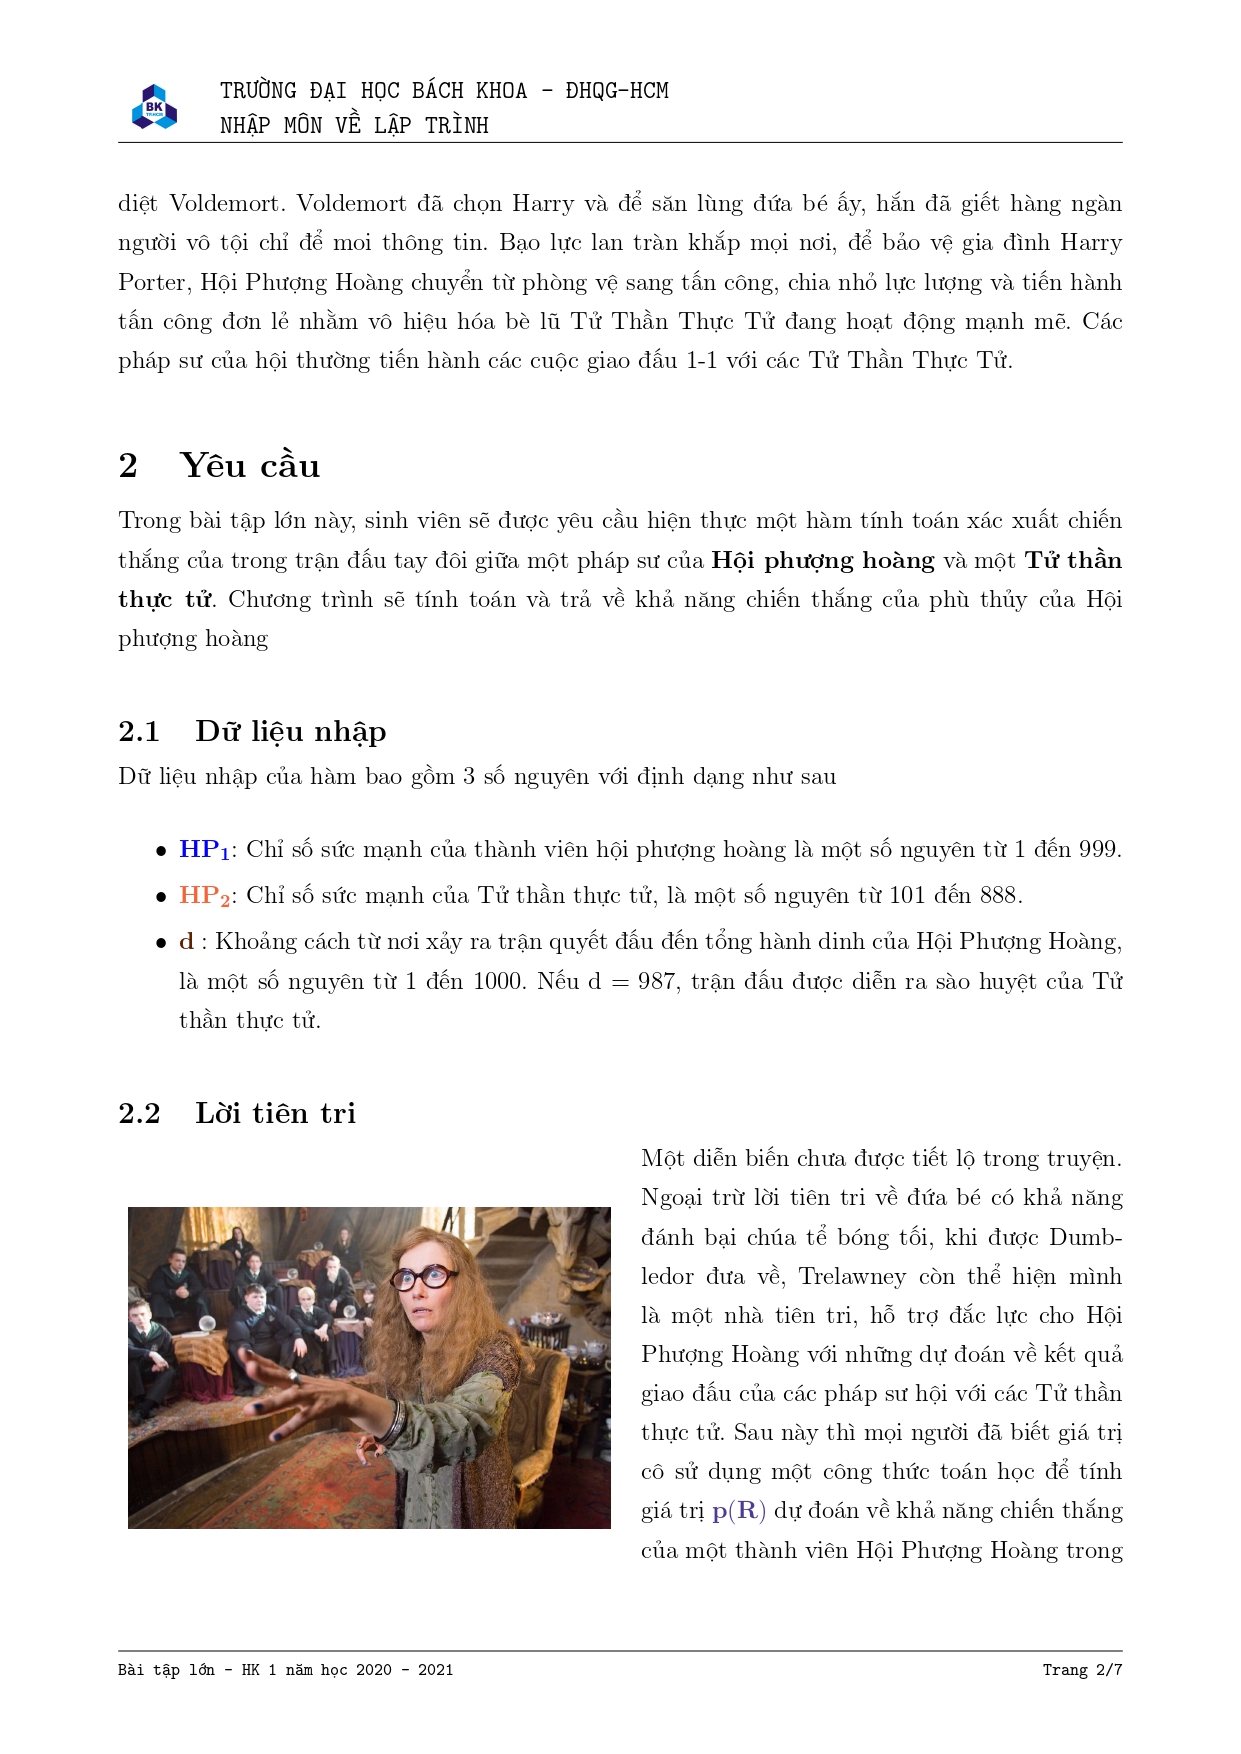 BK
TP.HCM
TRƯỜNG ĐẠI HỌC BÁCH KHOA - ĐHQG-HCM
NHẬP MÔN VỀ LẬP TRÌNH
diệt Voldemort. Voldemort đã chọn Harry và để săn lùng đứa bé ấy, hắn đã giết hàng ngàn
người vô tội chỉ để moi thông tin. Bạo lực lan tràn khắp mọi nơi, để bảo vệ gia đình Harry
Porter, Hội Phượng Hoàng chuyển từ phòng vệ sang tấn công, chia nhỏ lực lượng và tiến hành
tấn công đơn lẻ nhằm vô hiệu hóa bè lũ Tử Thần Thực Tử đang hoạt động mạnh mẽ. Các
pháp sư của hội thường tiến hành các cuộc giao đấu 1-1 với các Tử Thần Thực Tử.
2 Yêu cầu
Trong bài tập lớn này, sinh viên sẽ được yêu cầu hiện thực một hàm tính toán xác xuất chiến
thắng của trong trận đấu tay đôi giữa một pháp sư của Hội phượng hoàng và một Tử thần
thực tử. Chương trình sẽ tính toán và trả về khả năng chiến thắng của phù thủy của Hội
phượng hoàng
2.1 Dữ liệu nhập
Dữ liệu nhập của hàm bao gồm 3 số nguyên với định dạng như sau
• HP₁: Chỉ số sức mạnh của thành viên hội phượng hoàng là một số nguyên từ 1 đến 999.
• HP₂: Chỉ số sức mạnh của Tử thần thực tử, là một số nguyên từ 101 đến 888.
• d : Khoảng cách từ nơi xảy ra trận quyết đấu đến tổng hành dinh của Hội Phượng Hoàng,
là một số nguyên từ 1 đến 1000. Nếu d = 987, trận đấu được diễn ra sào huyệt của Tử
thần thực tử.
2.2 Lời tiên tri
Một diễn biến chưa được tiết lộ trong truyện.
Ngoại trừ lời tiên tri về đứa bé có khả năng
đánh bại chúa tể bóng tối, khi được Dumb-
ledor đưa về, Trelawney còn thể hiện mình
là một nhà tiên tri, hỗ trợ đắc lực cho Hội
Phượng Hoàng với những dự đoán về kết quả
giao đấu của các pháp sư hội với các Tử thần
thực tử. Sau này thì mọi người đã biết giá trị
cô sử dụng một công thức toán học để tính
giá trị p(R) dự đoán về khả năng chiến thắng
của một thành viên Hội Phượng Hoàng trong
Bài tập lớn - HK 1 năm học 2020 - 2021
Trang 2/7